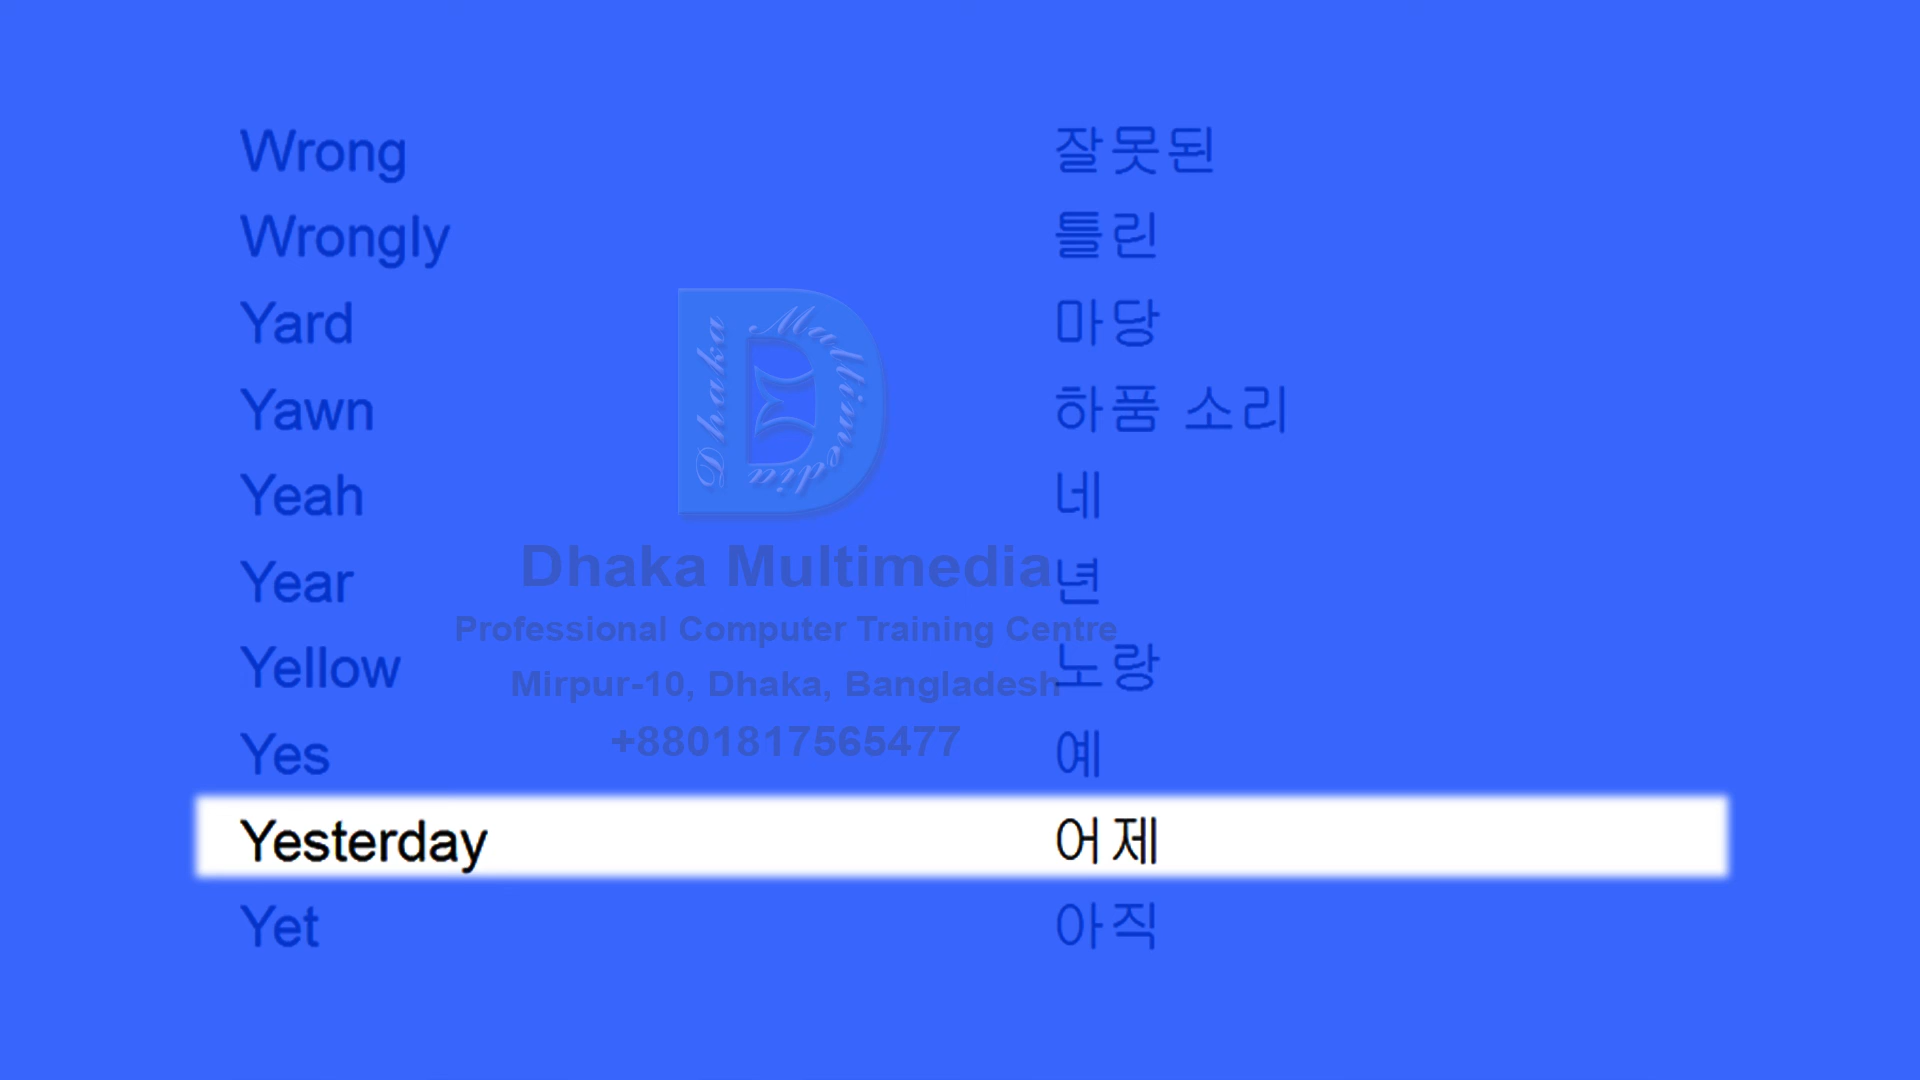 Wrong 잘못된
Wrongly 틀린
Yard 마당
Yawn 하품 소리
Yeah 네
Year 년
Yellow 노랑
Yes 예
Yesterday 어제
Yet 아직
Dhaka Multimedia
Dhaka Multimedia
Professional Computer Training Centre
Mirpur-10, Dhaka, Bangladesh
+8801817565477